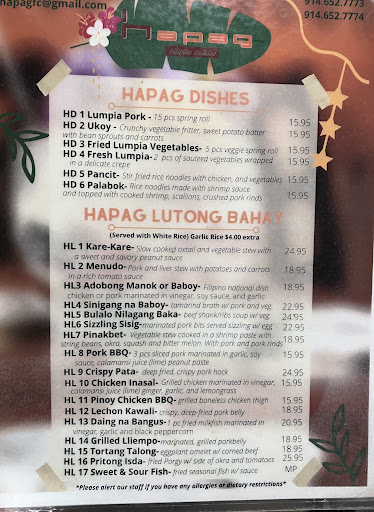 hapagfc@gmail.com
914.652.7773
914.652.7774
hapag
HAPAG DISHES
HD 1 Lumpia Pork - 15 pcs spring roll 15.95
HD 2 Ukoy - Crunchy vegetable fritter, sweet potato batter
with bean sprouts and carrots 15.95
HD 3 Fried Lumpia Vegetables- 5 pcs veggie spring roll 15.95
HD 4 Fresh Lumpia- 2 pcs of sauteed vegetables wrapped
in a delicate crepe 15.95
HD 5 Pancit- Stir fried rice noodles with chicken, and vegetables 15.95
HD 6 Palabok- Rice noodles made with shrimp sauce
and topped with cooked shrimp, scallions, crushed pork rinds 15.95
HAPAG LUTONG BAHAY
(Served with White Rice) Garlic Rice $4.00 extra
HL 1 Kare-Kare- Slow cooked oxtail and vegetable stew with
a sweet and savory peanut sauce 24.95
HL 2 Menudo- Pork and liver stew with potatoes and carrots
in a rich tomato sauce 18.95
HL3 Adobong Manok or Baboy- Filipino national dish
chicken or pork marinated in vinegar, soy sauce, and garlic 18.95
HL4 Sinigang na Baboy- tamarind broth w/ pork and veg 22.95
HL5 Bulalo Nilagang Baka- beef shank/ribs soup w/ veg 24.95
HL6 Sizzling Sisig- marinated pork bits served sizzling w/ egg 22.95
HL7 Pinakbet- Vegetable stew cooked in a shrimp paste with
string beans, okra, squash and bitter melon. With pork and pork rinds 18.95
HL 8 Pork BBQ- 3 pcs sliced pork marinated in garlic, soy
sauce, calamansi juice (lime) peanut paste 15.95
HL 9 Crispy Pata- deep fried, crispy pork hock 24.95
HL 10 Chicken Inasal- Grilled chicken marinated in vinegar,
calamansi juice (lime) ginger, garlic, and lemongrass 15.95
HL 11 Pinoy Chicken BBQ- grilled boneless chicken thigh 15.95
HL 12 Lechon Kawali- crispy, deep-fried pork belly 18.95
HL 13 Daing na Bangus- 1 pc fried milkfish marinated in
vinegar, garlic and black peppercorn 20.95
HL 14 Grilled Lliempo- marinated, grilled porkbelly 18.95
HL 15 Tortang Talong- eggplant omelet w/ corned beef 18.95
HL 16 Pritong Isda- fried Porgy w/ side of okra and tomatoes 25.95
HL 17 Sweet & Sour Fish- fried seasonal fish w/ sauce MP
*Please alert our staff if you have any allergies or dietary restrictions*